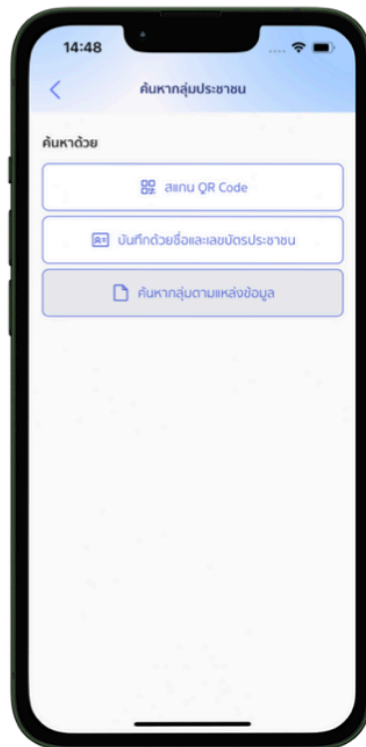 14:48
ค้นหากลุ่มประชาชน
ค้นหาด้วย
สแกน QR Code
บันทึกด้วยชื่อและเลขบัตรประชาชน
ค้นหากลุ่มตามแหล่งข้อมูล